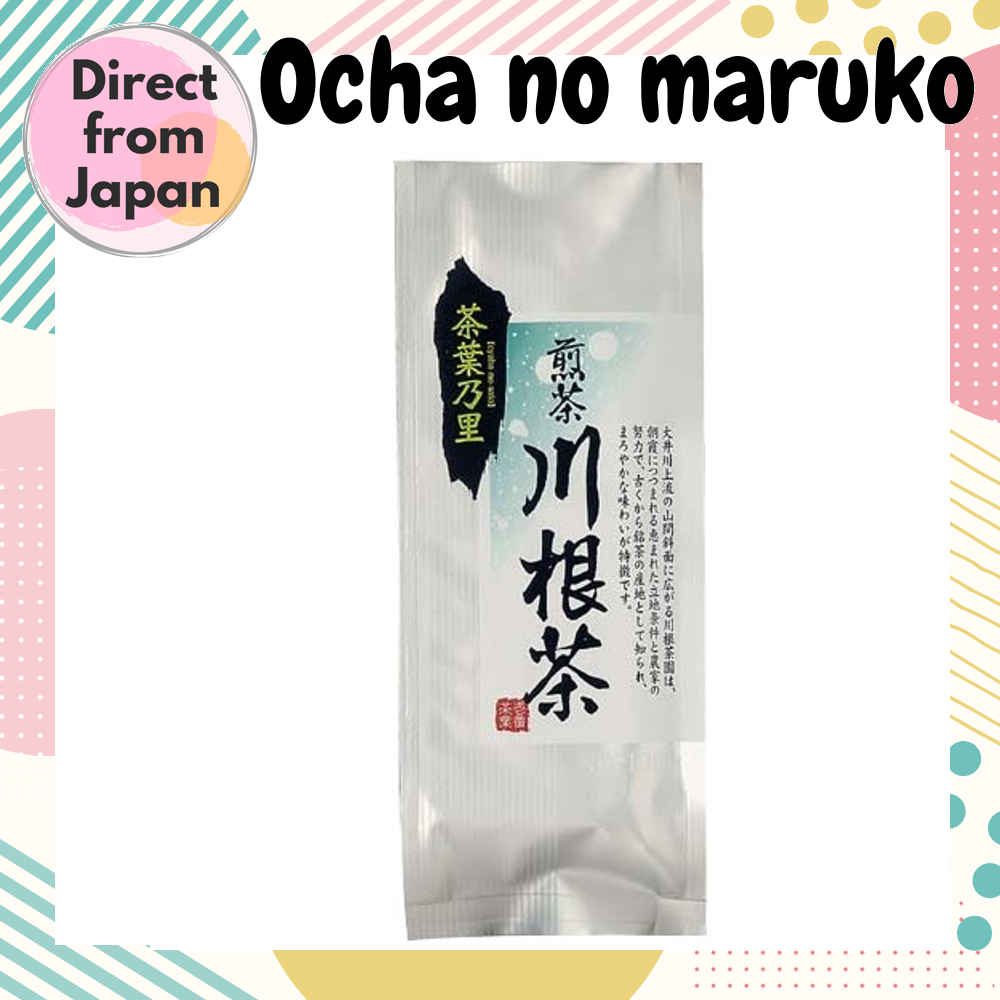 Direct
from
Japan
Ocha no maruko
茶葉乃里
【cyaba no sato】
煎茶
川根茶
大井川上流の山間斜面に広がる川根茶園は、
朝霞につつまれる恵まれた立地条件と農家の
努力で、古くから銘茶の産地として知られ、
まろやかな味わいが特徴です。